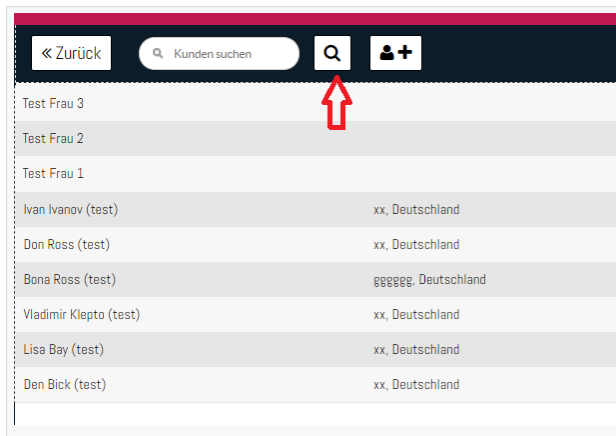 « Zurück Kunden suchen
Test Frau 3
Test Frau 2
Test Frau 1
Ivan Ivanov (test) xx, Deutschland
Don Ross (test) xx, Deutschland
Bona Ross (test) gggggg, Deutschland
Vladimir Klepto (test) xx, Deutschland
Lisa Bay (test) xx, Deutschland
Den Bick (test) xx, Deutschland